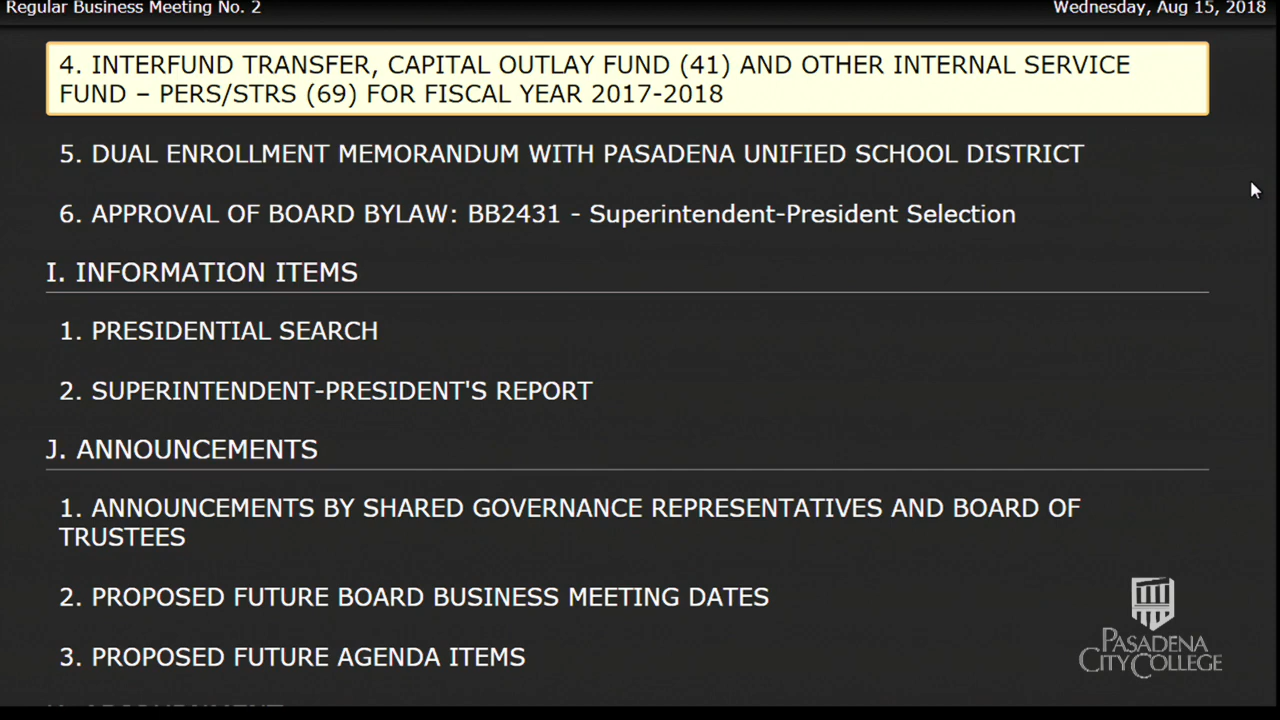 Regular Business Meeting No. 2
Wednesday, Aug 15, 2018
4. INTERFUND TRANSFER, CAPITAL OUTLAY FUND (41) AND OTHER INTERNAL SERVICE
FUND – PERS/STRS (69) FOR FISCAL YEAR 2017-2018
5. DUAL ENROLLMENT MEMORANDUM WITH PASADENA UNIFIED SCHOOL DISTRICT
6. APPROVAL OF BOARD BYLAW: BB2431 - Superintendent-President Selection
I. INFORMATION ITEMS
1. PRESIDENTIAL SEARCH
2. SUPERINTENDENT-PRESIDENT'S REPORT
J. ANNOUNCEMENTS
1. ANNOUNCEMENTS BY SHARED GOVERNANCE REPRESENTATIVES AND BOARD OF
TRUSTEES
2. PROPOSED FUTURE BOARD BUSINESS MEETING DATES
3. PROPOSED FUTURE AGENDA ITEMS
PASADENA
CITY COLLEGE